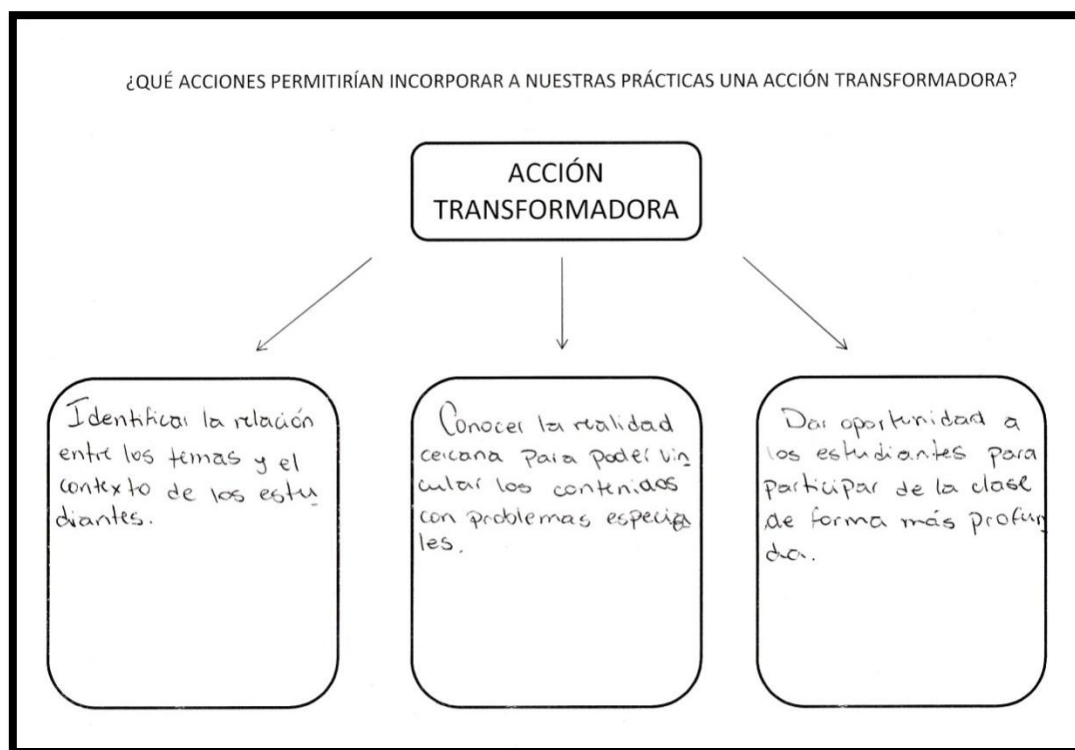 ¿QUÉ ACCIONES PERMITIRÍAN INCORPORAR A NUESTRAS PRÁCTICAS UNA ACCIÓN TRANSFORMADORA?
ACCIÓN
TRANSFORMADORA
Identificar la relación
entre los temas y el
contexto de los estu
diantes.
Conocer la realidad
cercana para poder vin
cular los contenidos
con problemas especia
les.
Dar oportunidad a
los estudiantes para
participar de la clase
de forma más profun
da.